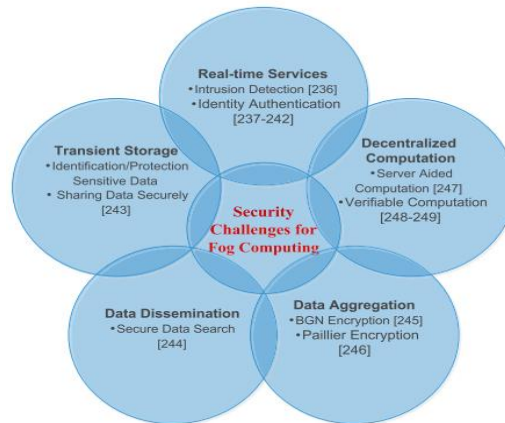 Real-time Services
•Intrusion Detection [236]
•Identity Authentication
[237-242]
Transient Storage
•Identification/Protection
Sensitive Data
• Sharing Data Securely
[243]
Decentralized
Computation
•Server Aided
Computation [247]
•Verifiable Computation
[248-249]
Security
Challenges for
Fog Computing
Data Dissemination
•Secure Data Search
[244]
Data Aggregation
•BGN Encryption [245]
•Paillier Encryption
[246]